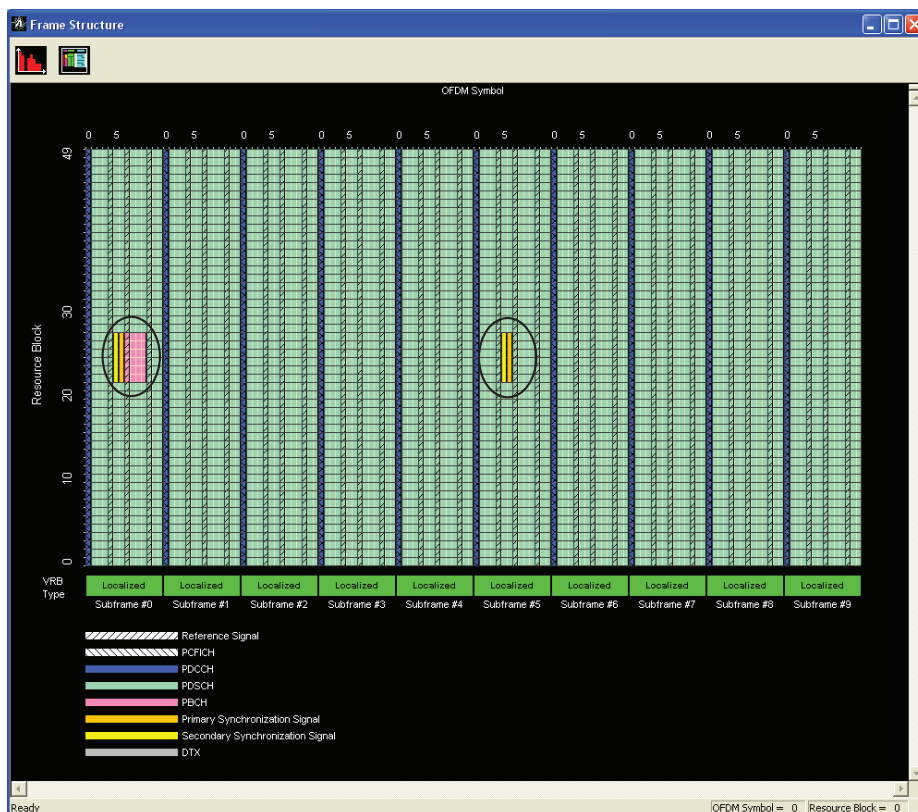 Frame Structure
OFDM Symbol
0 5 0 5 0 5 0 5 0 5 0 5 0 5 0 5 0 5 0 5
49
30
20
10
0
Resource Block
VRB Type
Localized Localized Localized Localized Localized Localized Localized Localized Localized Localized
Subframe #0 Subframe #1 Subframe #2 Subframe #3 Subframe #4 Subframe #5 Subframe #6 Subframe #7 Subframe #8 Subframe #9
Reference Signal
PCFICH
PDCCH
PDSCH
PBCH
Primary Synchronization Signal
Secondary Synchronization Signal
DTX
Ready
OFDM Symbol = 0 Resource Block = 0